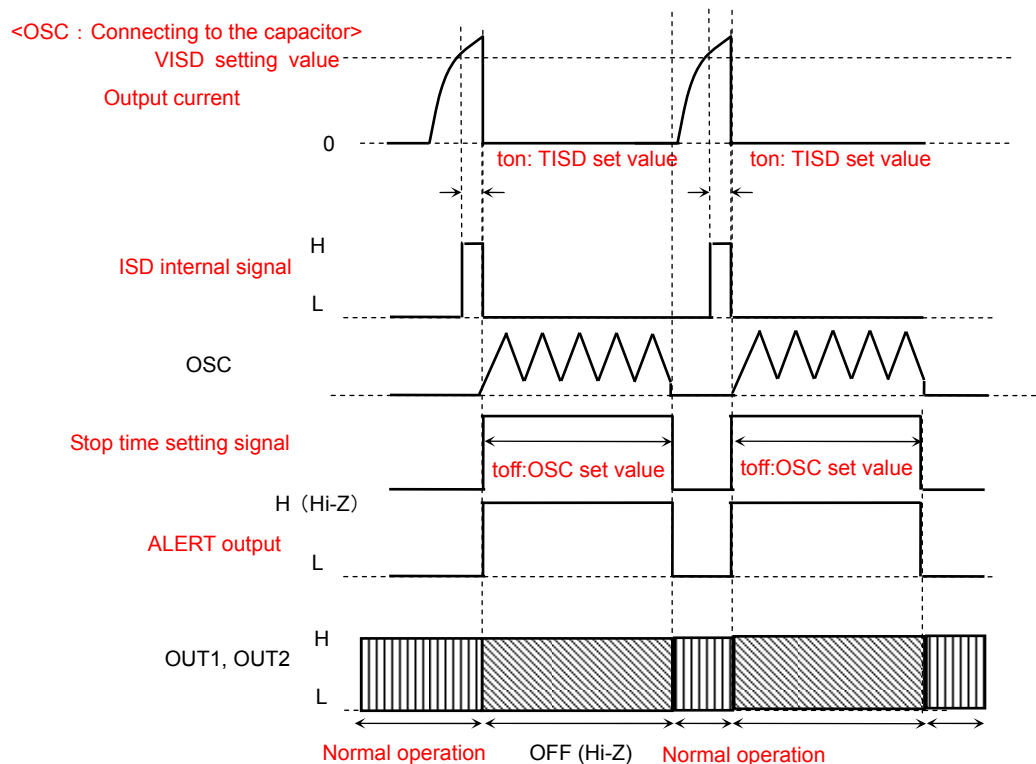 <OSC：Connecting to the capacitor>
VISD setting value
Output current
0
ton: TISD set value
ton: TISD set value
H
ISD internal signal
L
OSC
Stop time setting signal
toff:OSC set value
toff:OSC set value
H（Hi-Z）
ALERT output
L
H
OUT1, OUT2
L
Normal operation
OFF (Hi-Z)
Normal operation